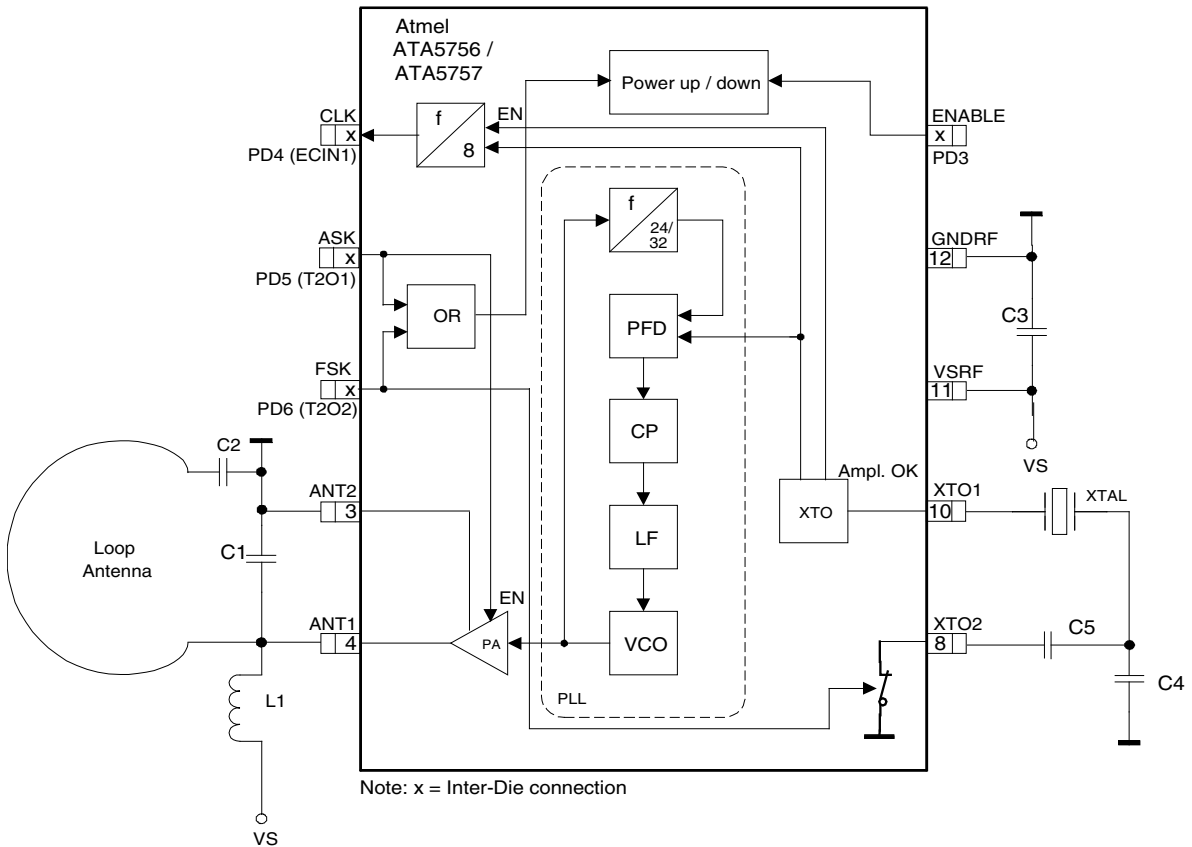 Atmel
ATA5756 /
ATA5757
Power up / down
CLK
x
PD4 (ECIN1)
f
8
EN
ENABLE
x
PD3
f
24/
32
ASK
x
PD5 (T2O1)
OR
GNDRF
12
C3
PFD
FSK
x
PD6 (T2O2)
VSRF
11
VS
CP
C2
ANT2
3
Ampl. OK
XTO
XTO1
10
XTAL
Loop
Antenna
C1
LF
EN
ANT1
4
PA
VCO
XTO2
8
C5
C4
L1
PLL
VS
Note: x = Inter-Die connection